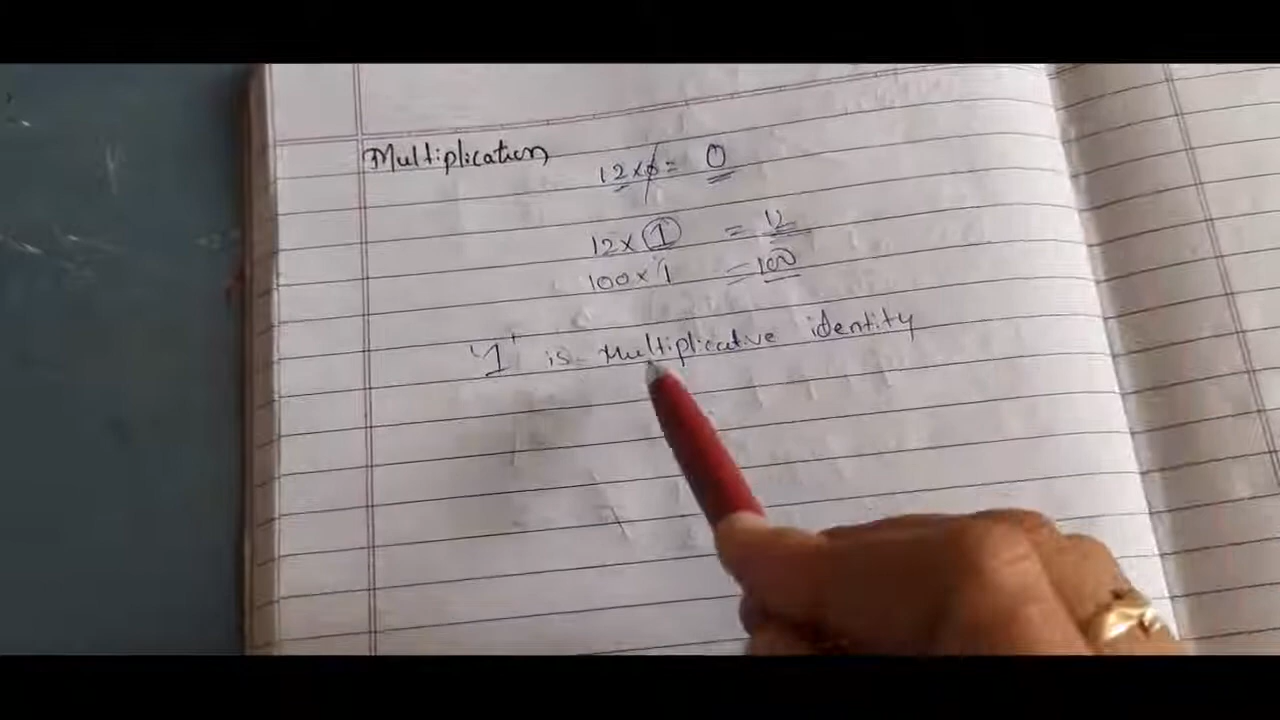 Multiplication
12×0= 0
12×1 = 12
100×1 = 100
'1' is Multiplicative identity